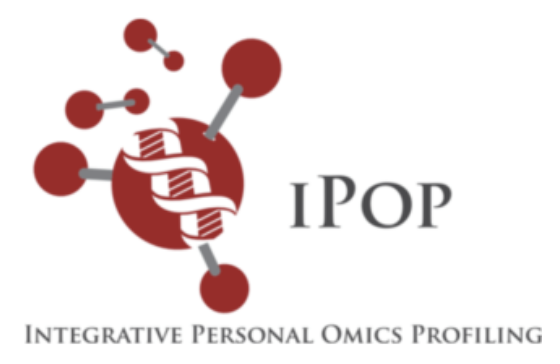 iPOP
INTEGRATIVE PERSONAL OMICS PROFILING